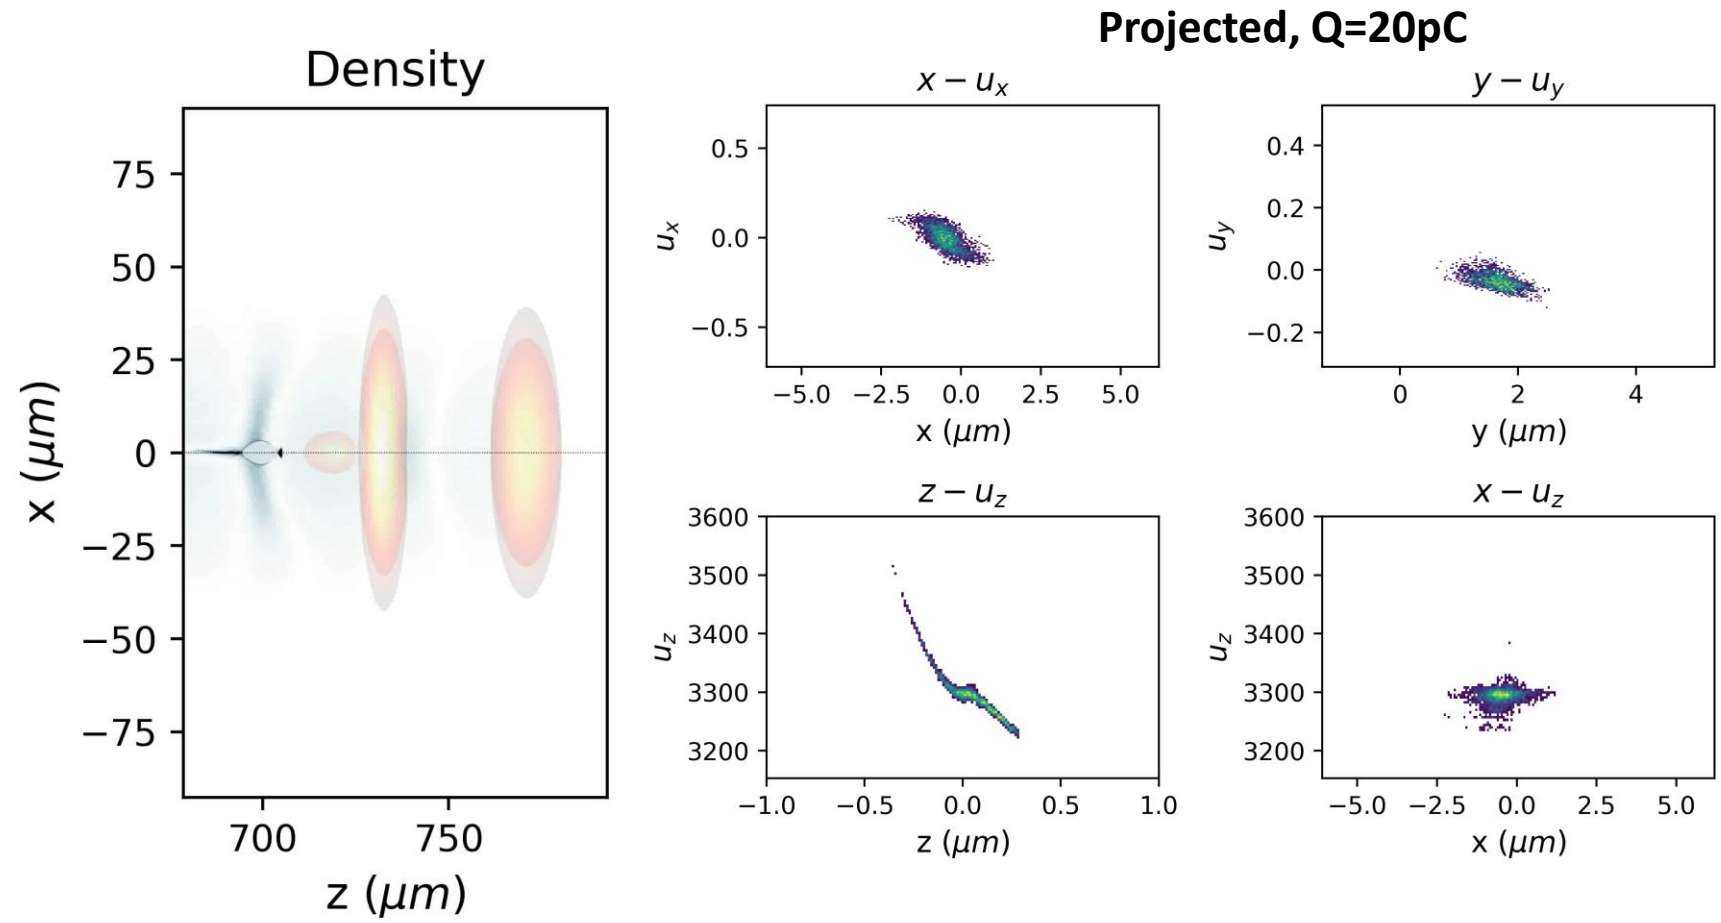 Projected, Q=20pC
Density
75
50
25
0
−25
−50
−75
x (μm)
700 750
z (μm)
x − u_x
0.5
0.0
−0.5
u_x
−5.0 −2.5 0.0 2.5 5.0
x (μm)
y − u_y
0.4
0.2
0.0
−0.2
u_y
0 2 4
y (μm)
z − u_z
3600
3500
3400
3300
3200
u_z
−1.0 −0.5 0.0 0.5 1.0
z (μm)
x − u_z
3600
3500
3400
3300
3200
u_z
−5.0 −2.5 0.0 2.5 5.0
x (μm)